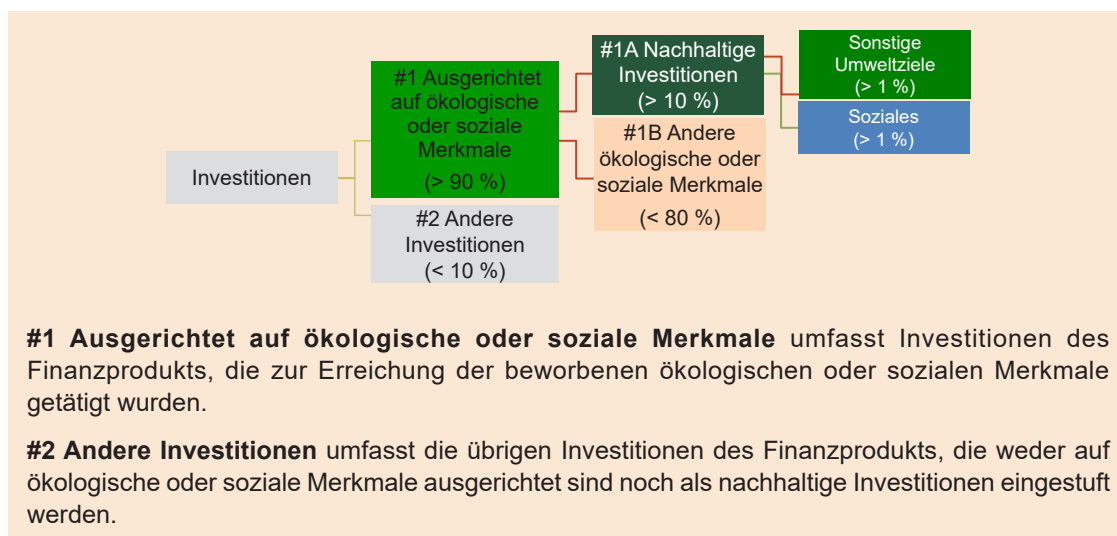 Investitionen
#1 Ausgerichtet
auf ökologische
oder soziale
Merkmale
(> 90 %)
#2 Andere
Investitionen
(< 10 %)
#1A Nachhaltige
Investitionen
(> 10 %)
#1B Andere
ökologische oder
soziale Merkmale
(< 80 %)
Sonstige
Umweltziele
(> 1 %)
Soziales
(> 1 %)
#1 Ausgerichtet auf ökologische oder soziale Merkmale umfasst Investitionen des
Finanzprodukts, die zur Erreichung der beworbenen ökologischen oder sozialen Merkmale
getätigt wurden.
#2 Andere Investitionen umfasst die übrigen Investitionen des Finanzprodukts, die weder auf
ökologische oder soziale Merkmale ausgerichtet sind noch als nachhaltige Investitionen eingestuft
werden.